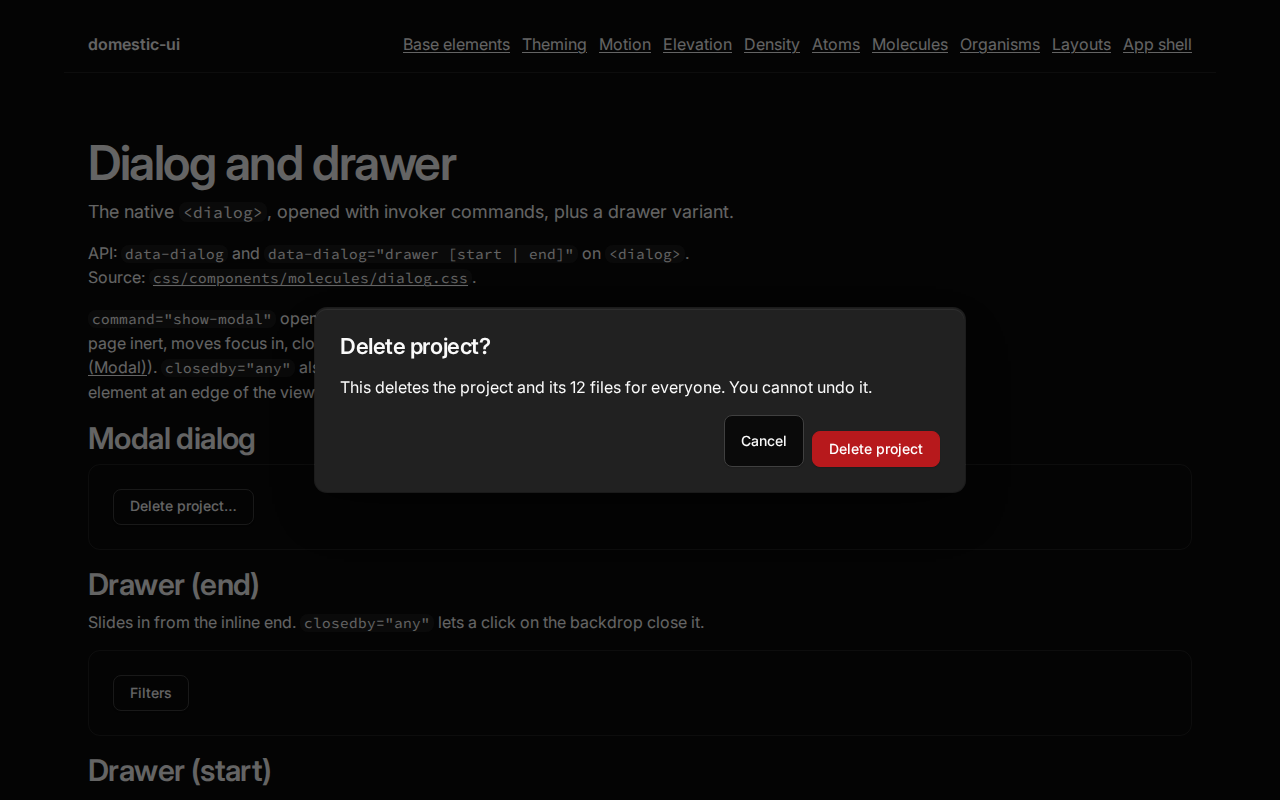 domestic-ui
Base elements Theming Motion Elevation Density Atoms Molecules Organisms Layouts App shell
Dialog and drawer
The native <dialog>, opened with invoker commands, plus a drawer variant.
API: data-dialog and data-dialog="drawer [start | end]" on <dialog>.
Source: css/components/molecules/dialog.css.
command="show-modal" open
page inert, moves focus in, clo
(Modal)). closedby="any" als
element at an edge of the view
Delete project?
This deletes the project and its 12 files for everyone. You cannot undo it.
Cancel
Delete project
Modal dialog
Delete project…
Drawer (end)
Slides in from the inline end. closedby="any" lets a click on the backdrop close it.
Filters
Drawer (start)